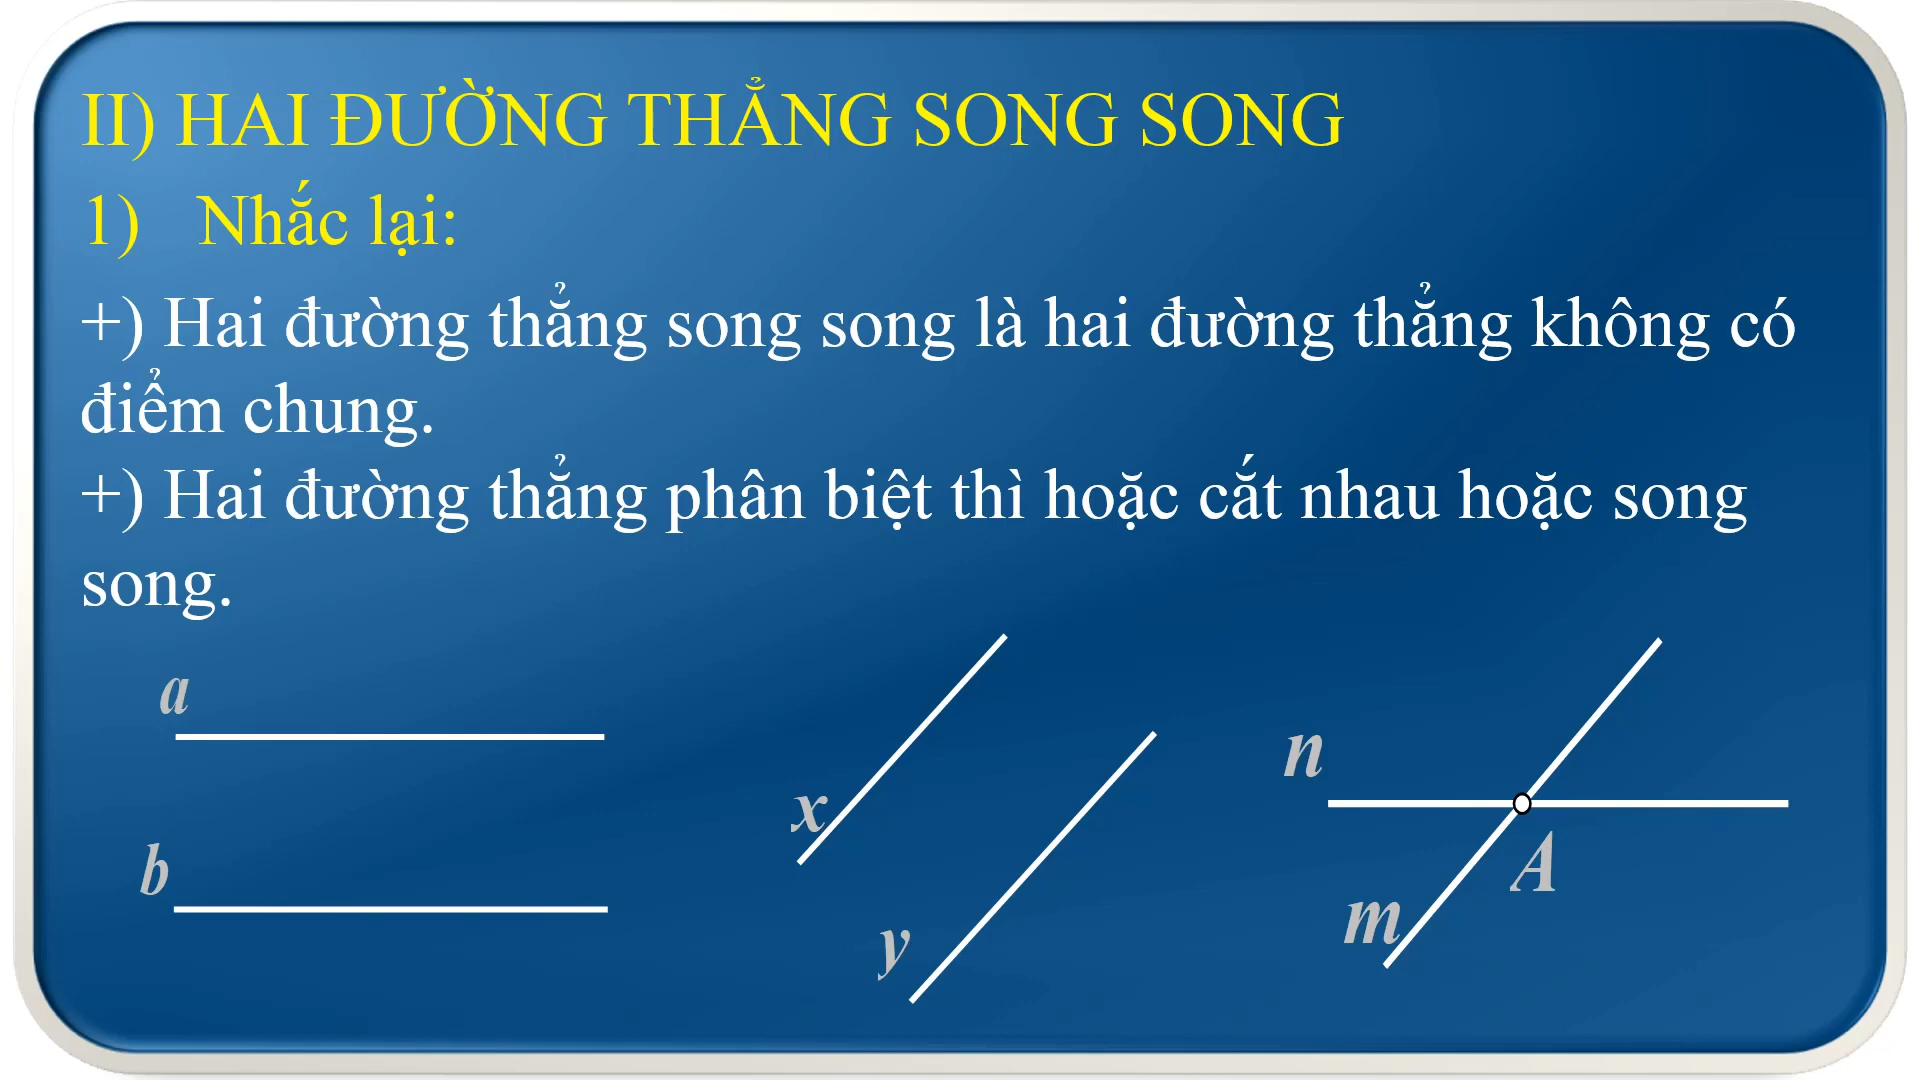 II) HAI ĐƯỜNG THẲNG SONG SONG
1) Nhắc lại:
+) Hai đường thẳng song song là hai đường thẳng không có
điểm chung.
+) Hai đường thẳng phân biệt thì hoặc cắt nhau hoặc song
song.
a
b
x
y
n
A
m